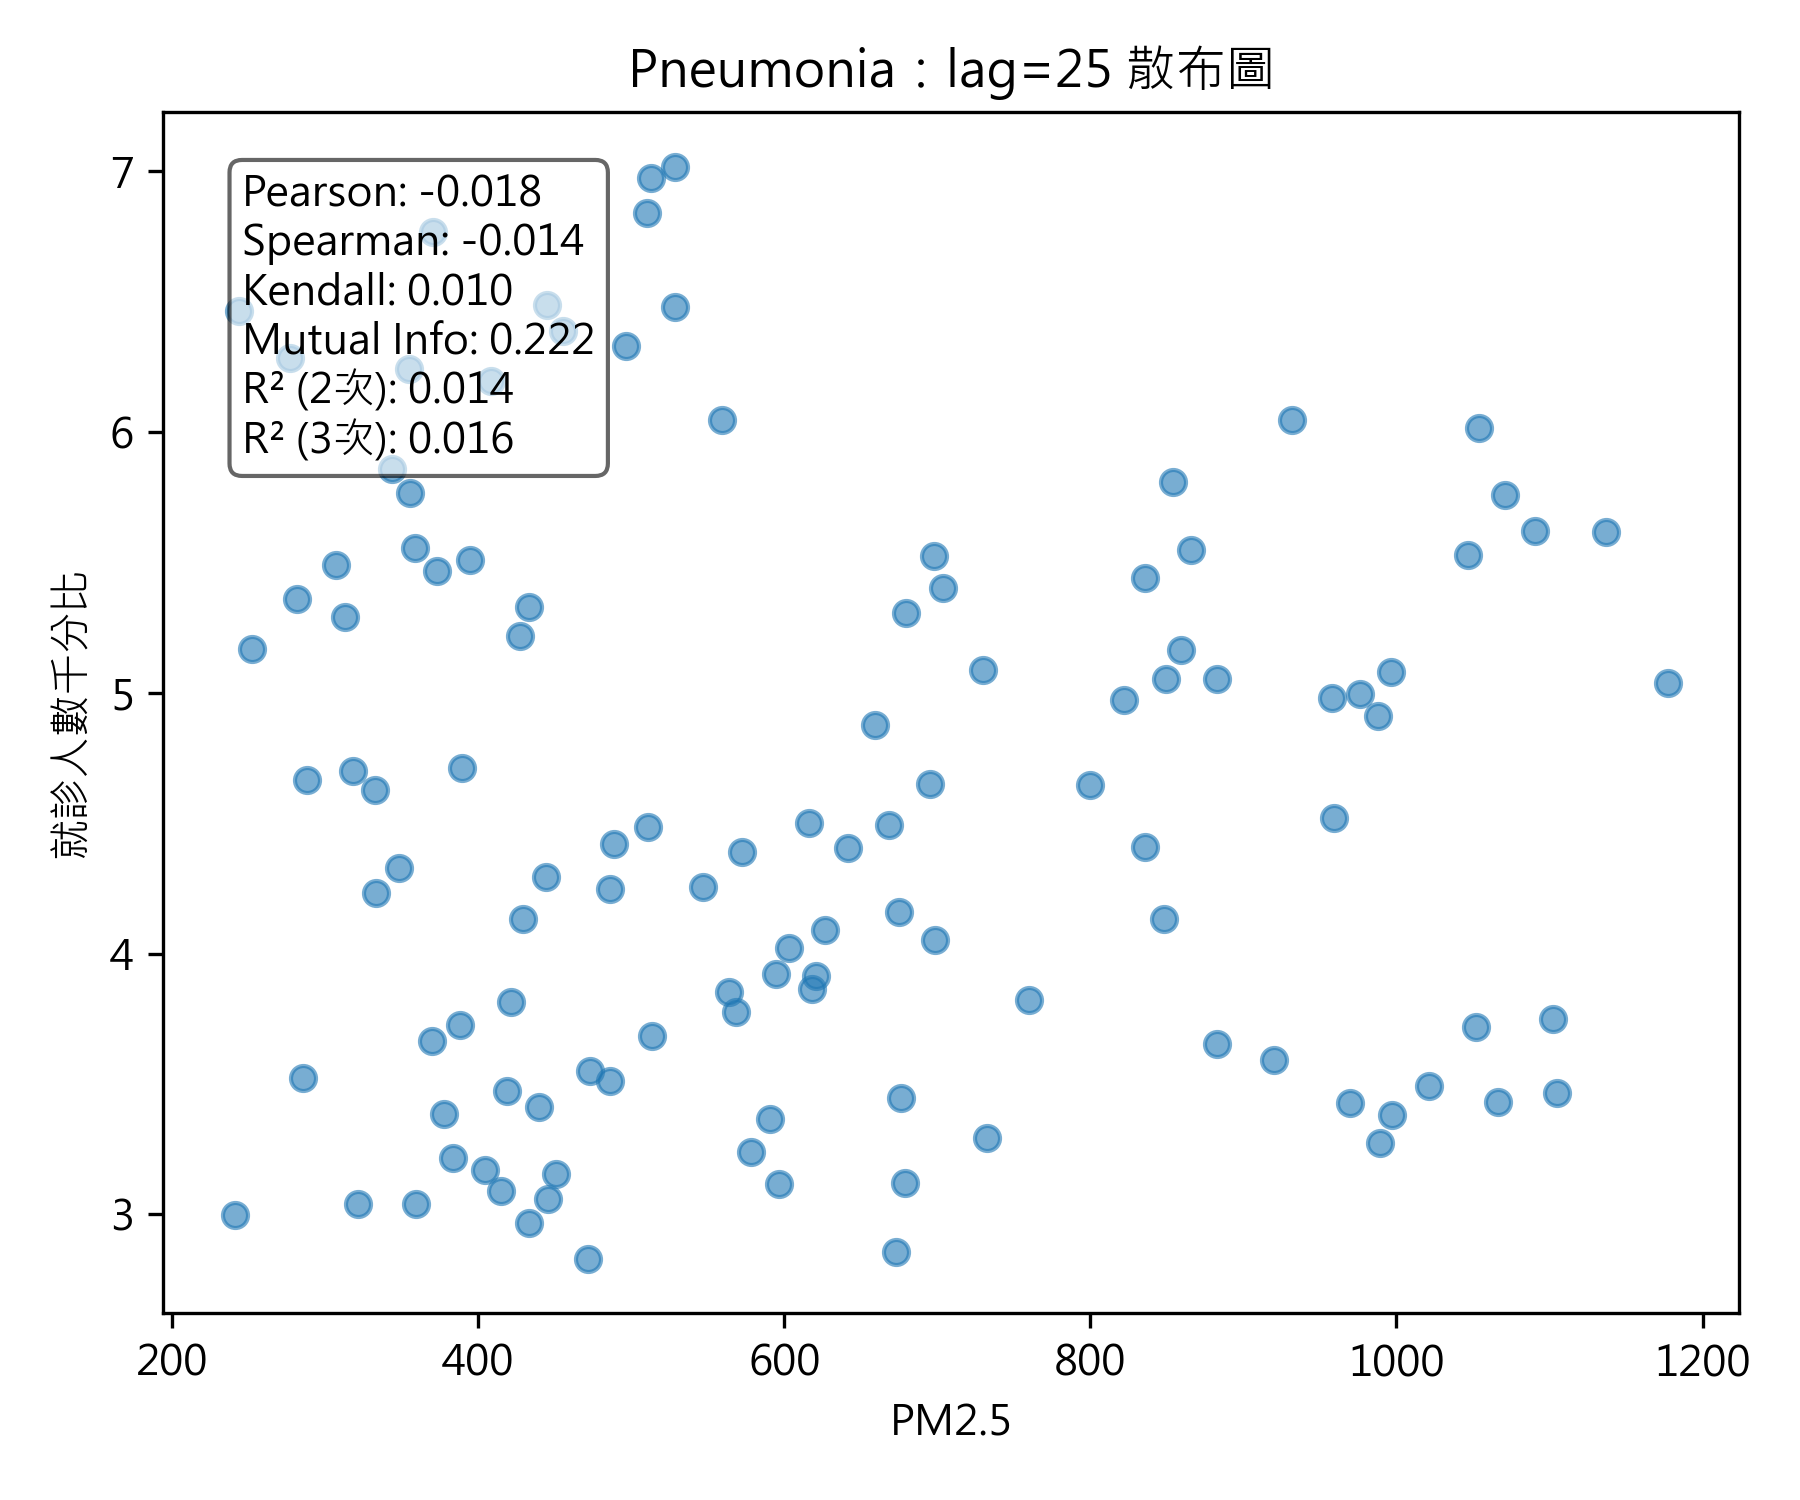 Pneumonia：lag=25 散布圖
Pearson: -0.018
Spearman: -0.014
Kendall: 0.010
Mutual Info: 0.222
R² (2次): 0.014
R² (3次): 0.016
就診人數千分比
7
6
5
4
3
200 400 600 800 1000 1200
PM2.5